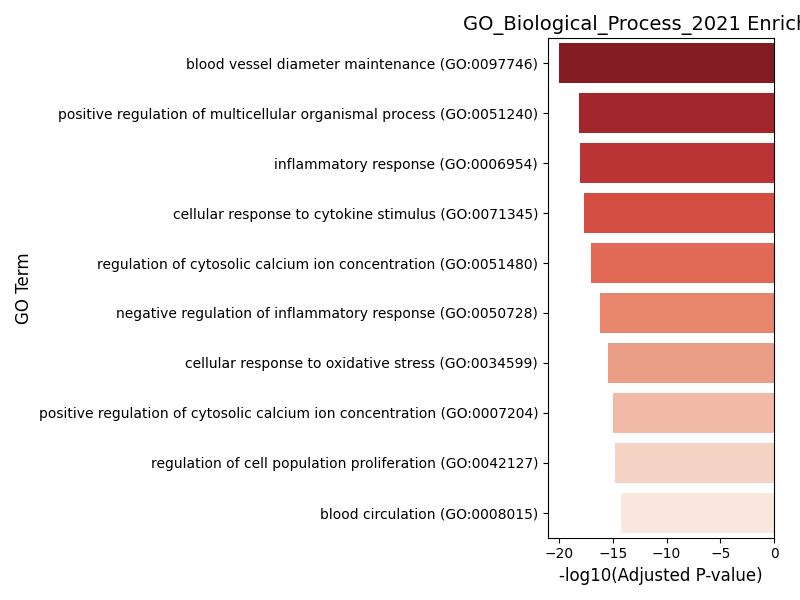 GO_Biological_Process_2021 Enrich
blood vessel diameter maintenance (GO:0097746)
positive regulation of multicellular organismal process (GO:0051240)
inflammatory response (GO:0006954)
cellular response to cytokine stimulus (GO:0071345)
regulation of cytosolic calcium ion concentration (GO:0051480)
negative regulation of inflammatory response (GO:0050728)
cellular response to oxidative stress (GO:0034599)
positive regulation of cytosolic calcium ion concentration (GO:0007204)
regulation of cell population proliferation (GO:0042127)
blood circulation (GO:0008015)
GO Term
−20 −15 −10 −5 0
-log10(Adjusted P-value)